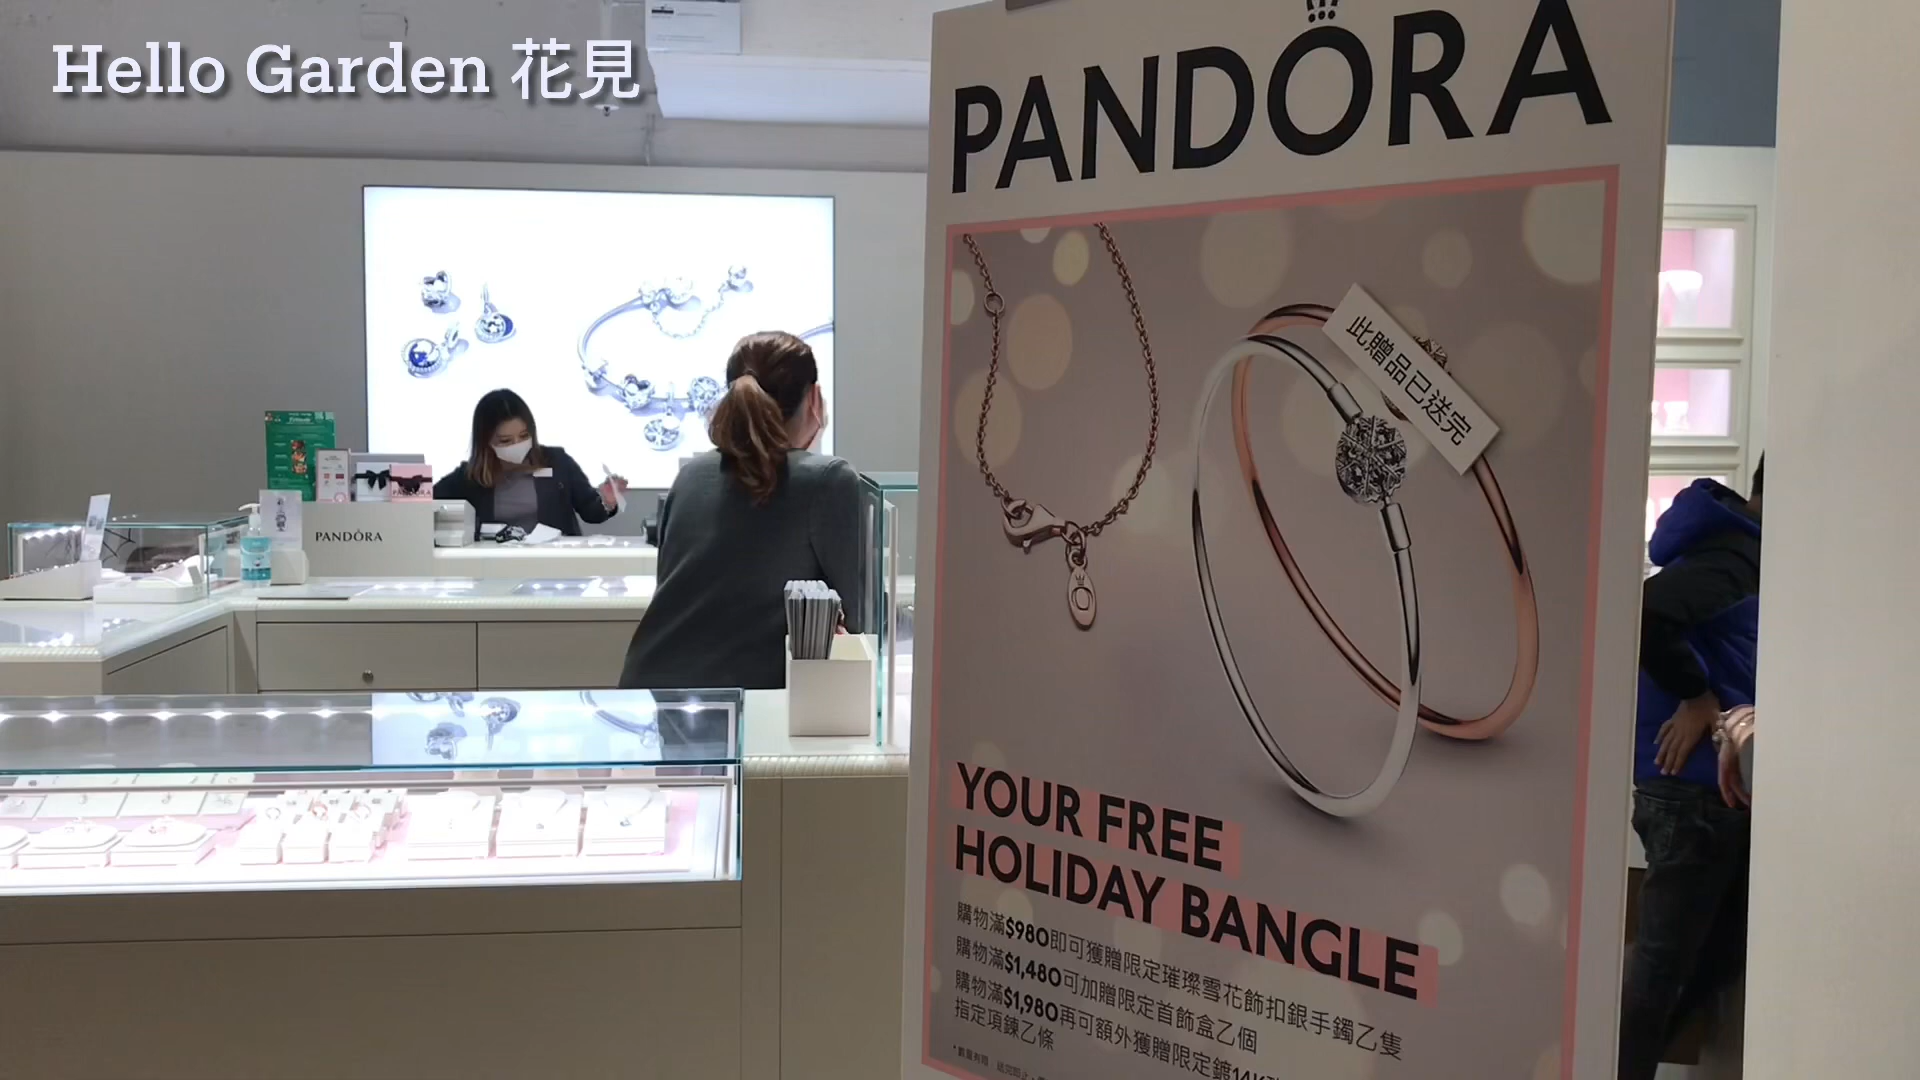 Hello Garden 花見
PANDORA
此贈品已送完
PANDORA
YOUR FREE
HOLIDAY BANGLE
購物滿$980即可獲贈限定璀璨雪花飾扣銀手鐲乙隻
購物滿$1,480可加贈限定首飾盒乙個
購物滿$1,980再可額外獲贈限定鍍14K
指定項鍊乙條